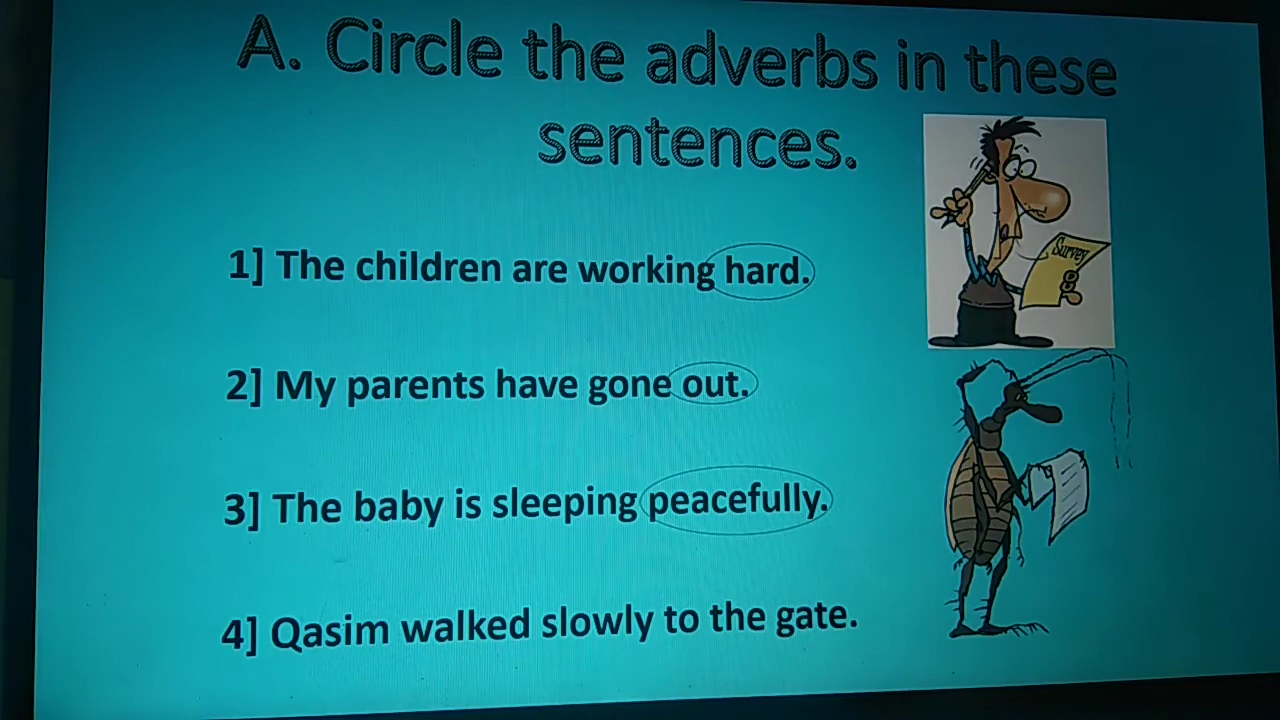 A. Circle the adverbs in these
sentences.
Survey
1] The children are working hard.
2] My parents have gone out.
3] The baby is sleeping peacefully.
4] Qasim walked slowly to the gate.